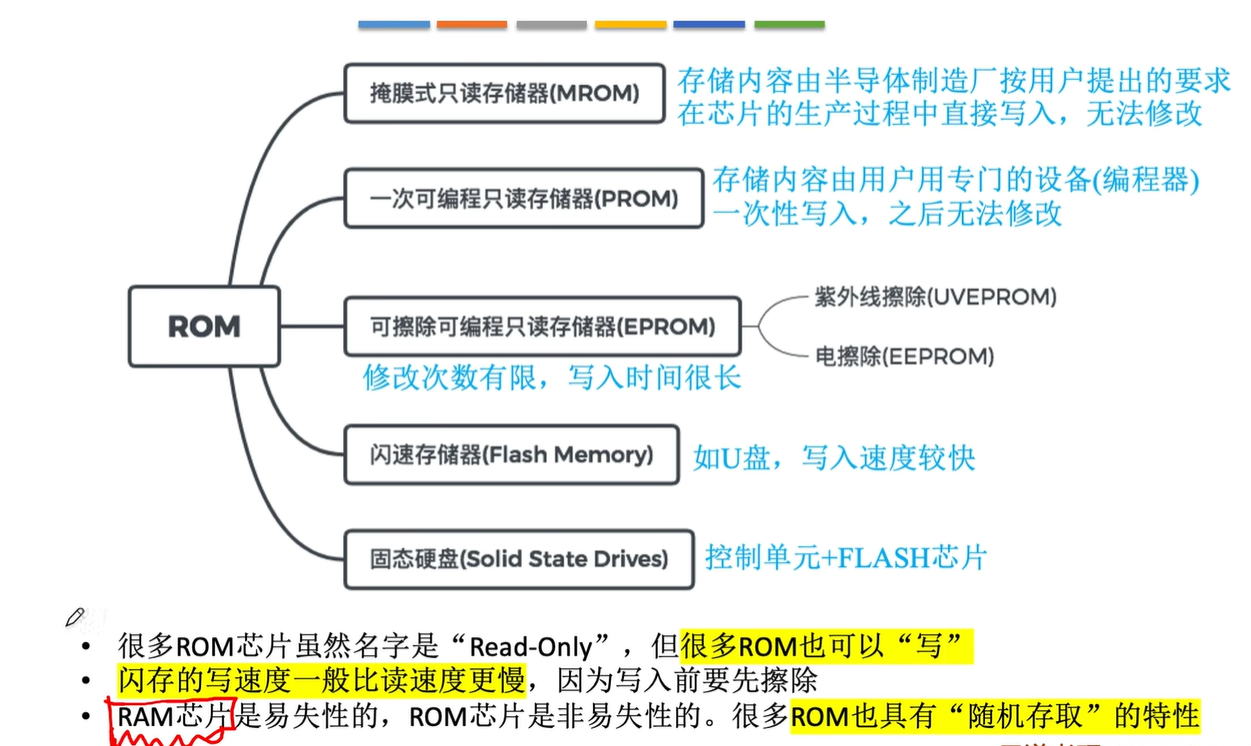 掩膜式只读存储器(MROM)
存储内容由半导体制造厂按用户提出的要求
在芯片的生产过程中直接写入，无法修改
一次可编程只读存储器(PROM)
存储内容由用户用专门的设备(编程器)
一次性写入，之后无法修改
ROM
可擦除可编程只读存储器(EPROM)
紫外线擦除(UVEPROM)
电擦除(EEPROM)
修改次数有限，写入时间很长
闪速存储器(Flash Memory)
如U盘，写入速度较快
固态硬盘(Solid State Drives)
控制单元+FLASH芯片
• 很多ROM芯片虽然名字是“Read-Only”，但很多ROM也可以“写”
• 闪存的写速度一般比读速度更慢，因为写入前要先擦除
• RAM芯片是易失性的，ROM芯片是非易失性的。很多ROM也具有“随机存取”的特性